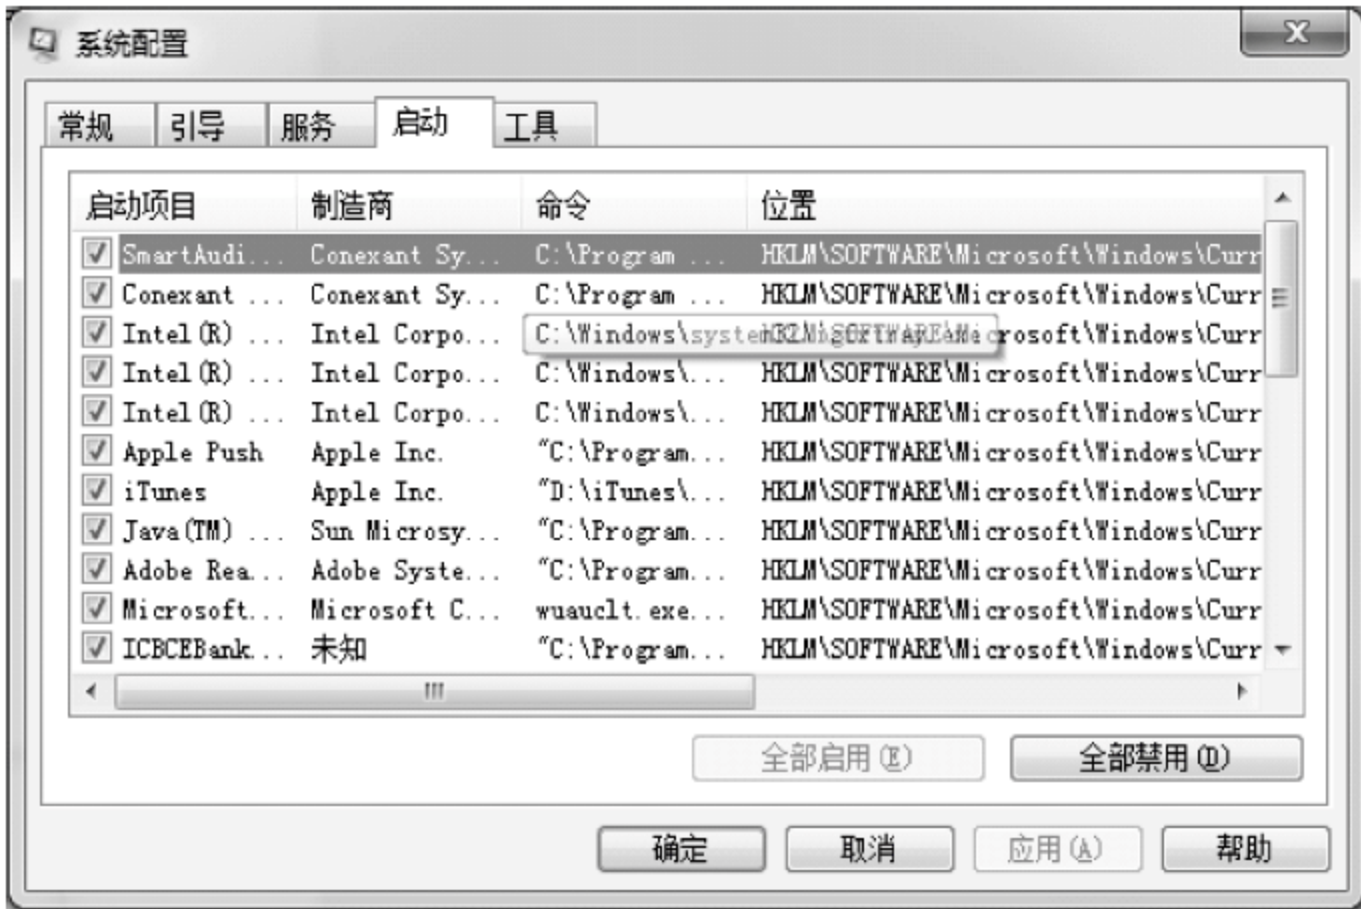 系统配置
常规 引导 服务 启动 工具
启动项目 制造商 命令 位置
SmartAudi... Conexant Sy... C:\Program ... HKLM\SOFTWARE\Microsoft\Windows\Curr
Conexant ... Conexant Sy... C:\Program ... HKLM\SOFTWARE\Microsoft\Windows\Curr
Intel(R) ... Intel Corpo... C:\Windows\system
Intel(R) ... Intel Corpo... C:\Windows\... HKLM\SOFTWARE\Microsoft\Windows\Curr
Intel(R) ... Intel Corpo... C:\Windows\... HKLM\SOFTWARE\Microsoft\Windows\Curr
Apple Push Apple Inc. "C:\Program... HKLM\SOFTWARE\Microsoft\Windows\Curr
iTunes Apple Inc. "D:\iTunes\... HKLM\SOFTWARE\Microsoft\Windows\Curr
Java(TM) ... Sun Microsy... "C:\Program... HKLM\SOFTWARE\Microsoft\Windows\Curr
Adobe Rea... Adobe Syste... "C:\Program... HKLM\SOFTWARE\Microsoft\Windows\Curr
Microsoft... Microsoft C... wuauclt.exe... HKLM\SOFTWARE\Microsoft\Windows\Curr
ICBCEBank... 未知 "C:\Program... HKLM\SOFTWARE\Microsoft\Windows\Curr
全部启用(E) 全部禁用(D)
确定 取消 应用(A) 帮助